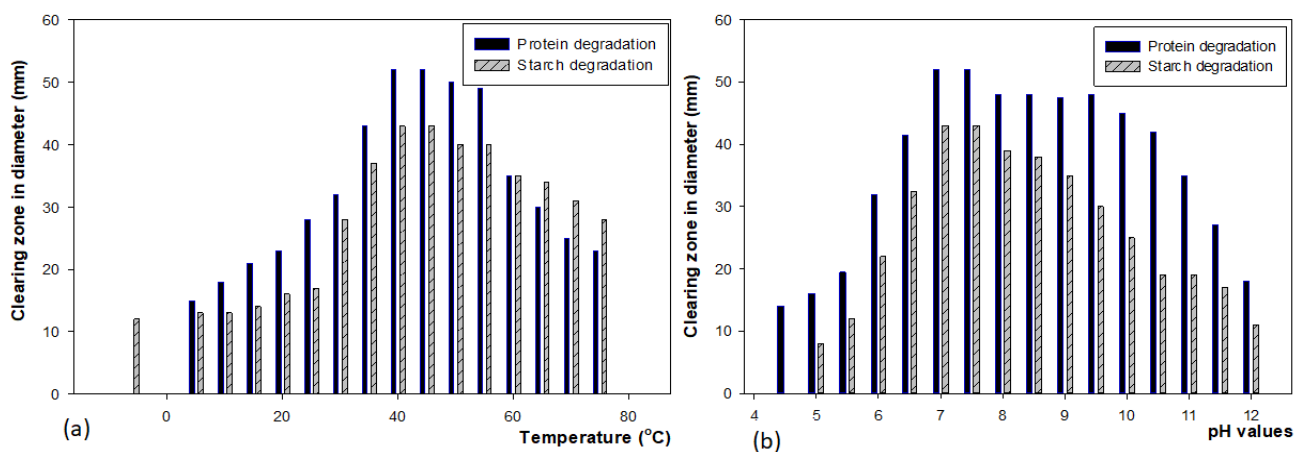 60
50
40
30
20
10
0
Clearing zone in diameter (mm)
Protein degradation
Starch degradation
0 20 40 60 80
(a)
Temperature (°C)
60
50
40
30
20
10
0
Clearing zone in diameter (mm)
Protein degradation
Starch degradation
4 5 6 7 8 9 10 11 12
(b)
pH values